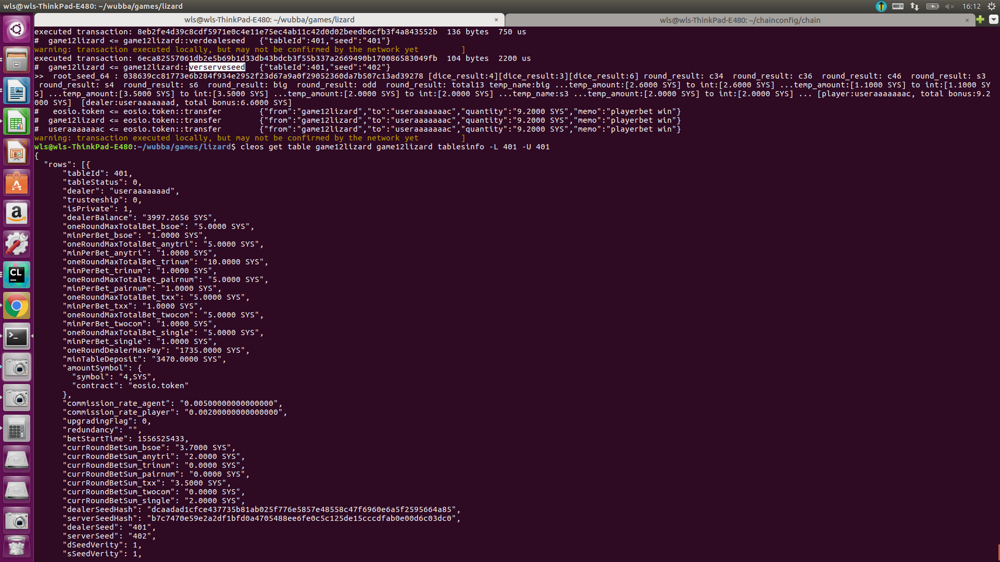 wls@wls-ThinkPad-E480: ~/wubba/games/lizard
16:12
wls@wls-ThinkPad-E480: ~/wubba/games/lizard ×
wls@wls-ThinkPad-E480: ~/chainconfig/chain ×
executed transaction: 8eb2fe4d39c8cdf5971e0c4e11e75ec4ab11c42d0d02beedb6cfb3f4a843552b  136 bytes  750 us
#  game12lizard <= game12lizard::verdealeseed   {"tableId":401,"seed":"401"}
warning: transaction executed locally, but may not be confirmed by the network yet         ]
executed transaction: 6eca82557061db2e5b69b1d33db43bdcb3f55b337a2669490b170086583049fb  104 bytes  2200 us
#  game12lizard <= game12lizard::verserveseed   {"tableId":401,"seed":"402"}
>>  root_seed_64 : 038639cc81773e6b284f934e2952f23d67a9a0f29052360da7b507c13ad39278 [dice_result:4][dice_result:3][dice_result:6] round_result: c34  round_result: c36  round_result: c46  round_result: s3
 round_result: s4  round_result: s6  round_result: big  round_result: odd  round_result: total13 temp_name:big ...temp_amount:[2.6000 SYS] to int:[2.6000 SYS] ...temp_amount:[1.1000 SYS] to int:[1.1000 SY
S] ...temp_amount:[3.5000 SYS] to int:[3.5000 SYS] ...temp_amount:[2.0000 SYS] to int:[2.0000 SYS] ...temp_name:s3 ...temp_amount:[2.0000 SYS] to int:[2.0000 SYS] ... [player:useraaaaaaac, total bonus:9.2
000 SYS]  [dealer:useraaaaaaad, total bonus:6.6000 SYS]
#   eosio.token <= eosio.token::transfer        {"from":"game12lizard","to":"useraaaaaaac","quantity":"9.2000 SYS","memo":"playerbet win"}
#  game12lizard <= eosio.token::transfer        {"from":"game12lizard","to":"useraaaaaaac","quantity":"9.2000 SYS","memo":"playerbet win"}
#  useraaaaaaac <= eosio.token::transfer        {"from":"game12lizard","to":"useraaaaaaac","quantity":"9.2000 SYS","memo":"playerbet win"}
warning: transaction executed locally, but may not be confirmed by the network yet         ]
wls@wls-ThinkPad-E480:~/wubba/games/lizard$ cleos get table game12lizard game12lizard tablesinfo -L 401 -U 401
{
  "rows": [{
      "tableId": 401,
      "tableStatus": 0,
      "dealer": "useraaaaaaad",
      "trusteeship": 0,
      "isPrivate": 1,
      "dealerBalance": "3997.2656 SYS",
      "oneRoundMaxTotalBet_bsoe": "5.0000 SYS",
      "minPerBet_bsoe": "1.0000 SYS",
      "oneRoundMaxTotalBet_anytri": "5.0000 SYS",
      "minPerBet_anytri": "1.0000 SYS",
      "oneRoundMaxTotalBet_trinum": "10.0000 SYS",
      "minPerBet_trinum": "1.0000 SYS",
      "oneRoundMaxTotalBet_pairnum": "5.0000 SYS",
      "minPerBet_pairnum": "1.0000 SYS",
      "oneRoundMaxTotalBet_txx": "5.0000 SYS",
      "minPerBet_txx": "1.0000 SYS",
      "oneRoundMaxTotalBet_twocom": "5.0000 SYS",
      "minPerBet_twocom": "1.0000 SYS",
      "oneRoundMaxTotalBet_single": "5.0000 SYS",
      "minPerBet_single": "1.0000 SYS",
      "oneRoundDealerMaxPay": "1735.0000 SYS",
      "minTableDeposit": "3470.0000 SYS",
      "amountSymbol": {
        "symbol": "4,SYS",
        "contract": "eosio.token"
      },
      "commission_rate_agent": "0.00500000000000000",
      "commission_rate_player": "0.00200000000000000",
      "upgradingFlag": 0,
      "redundancy": "",
      "betStartTime": 1556525433,
      "currRoundBetSum_bsoe": "3.7000 SYS",
      "currRoundBetSum_anytri": "2.0000 SYS",
      "currRoundBetSum_trinum": "0.0000 SYS",
      "currRoundBetSum_pairnum": "0.0000 SYS",
      "currRoundBetSum_txx": "3.5000 SYS",
      "currRoundBetSum_twocom": "0.0000 SYS",
      "currRoundBetSum_single": "2.0000 SYS",
      "dealerSeedHash": "dcaadad1cfce437735b81ab025f776e5857e48558c47f6960e6a5f2595664a85",
      "serverSeedHash": "b7c7470e59e2a2df1bfd0a4705488ee6fe0c5c125de15cccdfab0e00d6c03dc0",
      "dealerSeed": "401",
      "serverSeed": "402",
      "dSeedVerity": 1,
      "sSeedVerity": 1,